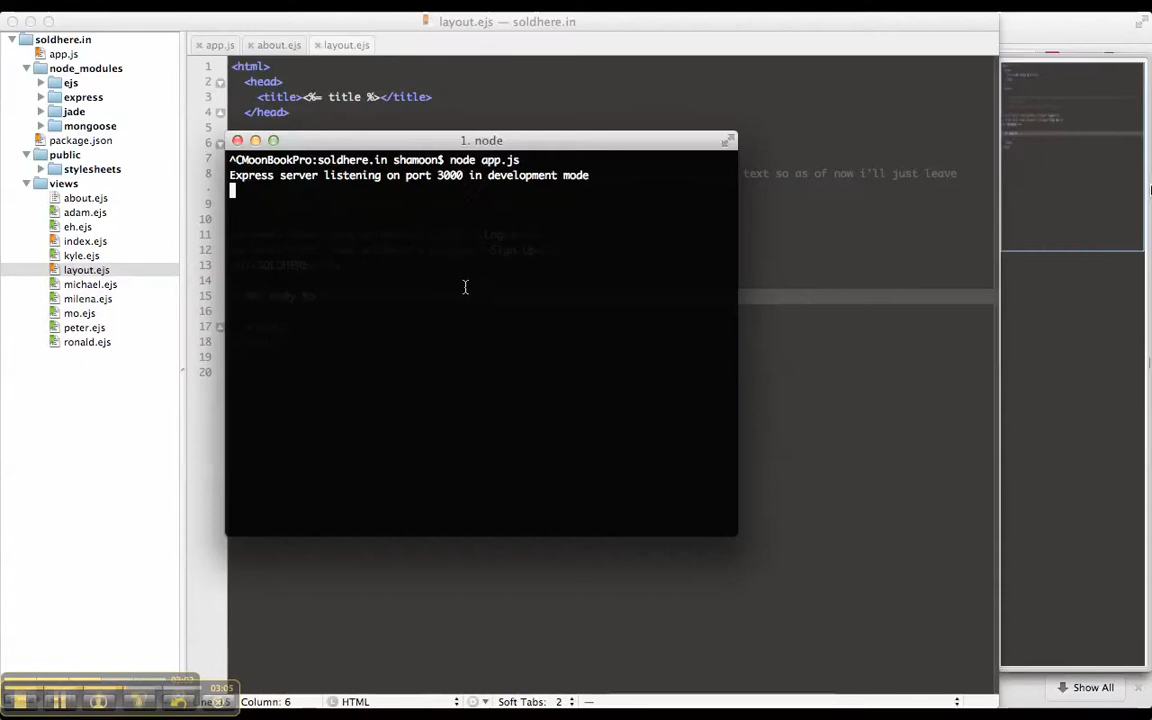 layout.ejs — soldhere.in
soldhere.in
app.js
node_modules
ejs
express
jade
mongoose
package.json
public
stylesheets
views
about.ejs
adam.ejs
eh.ejs
index.ejs
kyle.ejs
layout.ejs
michael.ejs
milena.ejs
mo.ejs
peter.ejs
ronald.ejs
app.js about.ejs layout.ejs
1 <html>
2 <head>
3 <title><%= title %></title>
4 </head>
5
6
7
8 text so as of now i'll just leave
9
10
11
12
13
14
15
16
17
18
19
20
1. node
^CMoonBookPro:soldhere.in shamoon$ node app.js
Express server listening on port 3000 in development mode
03:05
Column: 6 HTML Soft Tabs: 2 —
Show All